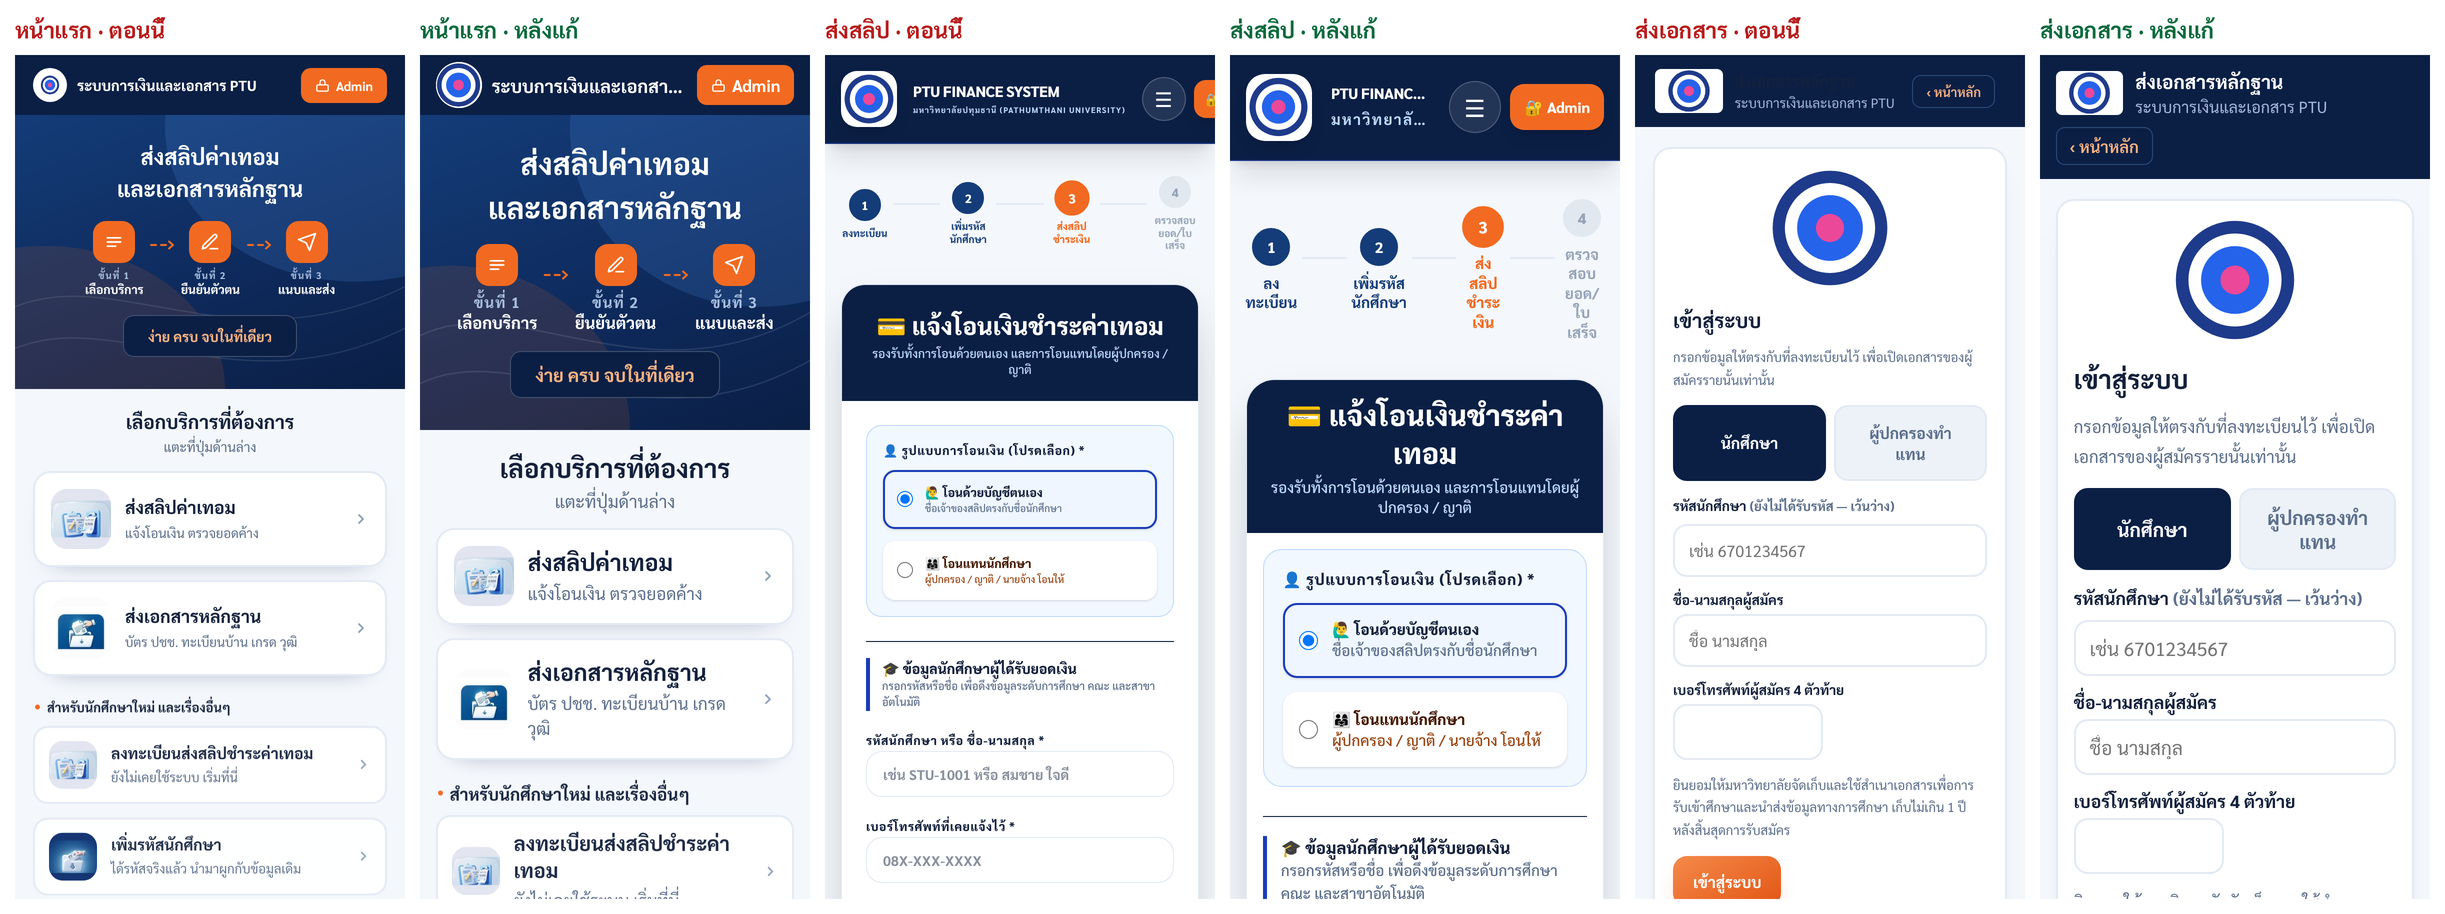 หน้าแรก · ตอนนี้
ระบบการเงินและเอกสาร PTU
Admin
ส่งสลิปค่าเทอม
และเอกสารหลักฐาน
ขั้นที่ 1
เลือกบริการ
ขั้นที่ 2
ยืนยันตัวตน
ขั้นที่ 3
แนบและส่ง
ง่าย ครบ จบในที่เดียว
เลือกบริการที่ต้องการ
แตะที่ปุ่มด้านล่าง
ส่งสลิปค่าเทอม
แจ้งโอนเงิน ตรวจยอดค้าง
ส่งเอกสารหลักฐาน
บัตร ปชช. ทะเบียนบ้าน เกรด วุฒิ
• สำหรับนักศึกษาใหม่ และเรื่องอื่นๆ
ลงทะเบียนส่งสลิปชำระค่าเทอม
ยังไม่เคยใช้ระบบ เริ่มที่นี่
เพิ่มรหัสนักศึกษา
ได้รหัสจริงแล้ว นำมาผูกกับข้อมูลเดิม
หน้าแรก · หลังแก้
ระบบการเงินและเอกสา...
Admin
ส่งสลิปค่าเทอม
และเอกสารหลักฐาน
ขั้นที่ 1
เลือกบริการ
ขั้นที่ 2
ยืนยันตัวตน
ขั้นที่ 3
แนบและส่ง
ง่าย ครบ จบในที่เดียว
เลือกบริการที่ต้องการ
แตะที่ปุ่มด้านล่าง
ส่งสลิปค่าเทอม
แจ้งโอนเงิน ตรวจยอดค้าง
ส่งเอกสารหลักฐาน
บัตร ปชช. ทะเบียนบ้าน เกรด
วุฒิ
• สำหรับนักศึกษาใหม่ และเรื่องอื่นๆ
ลงทะเบียนส่งสลิปชำระค่า
เทอม
ยังไม่เคยใช้ระบบ เริ่มที่นี่
ส่งสลิป · ตอนนี้
PTU FINANCE SYSTEM
มหาวิทยาลัยปทุมธานี (PATHUMTHANI UNIVERSITY)
1
ลงทะเบียน
2
เพิ่มรหัส
นักศึกษา
3
ส่งสลิป
ชำระเงิน
4
ตรวจสอบ
ยอด/ใบ
เสร็จ
💳 แจ้งโอนเงินชำระค่าเทอม
รองรับทั้งการโอนด้วยตนเอง และการโอนแทนโดยผู้ปกครอง /
ญาติ
👤 รูปแบบการโอนเงิน (โปรดเลือก) *
🙋‍♂️ โอนด้วยบัญชีตนเอง
ชื่อเจ้าของสลิปตรงกับชื่อนักศึกษา
👨‍👩‍👧 โอนแทนนักศึกษา
ผู้ปกครอง / ญาติ / นายจ้าง โอนให้
🎓 ข้อมูลนักศึกษาผู้ได้รับยอดเงิน
กรอกรหัสหรือชื่อ เพื่อดึงข้อมูลระดับการศึกษา คณะ และสาขา
อัตโนมัติ
รหัสนักศึกษา หรือ ชื่อ-นามสกุล *
เช่น STU-1001 หรือ สมชาย ใจดี
เบอร์โทรศัพท์ที่เคยแจ้งไว้ *
08X-XXX-XXXX
ส่งสลิป · หลังแก้
PTU FINANC...
มหาวิทยาลั...
🔐 Admin
1
ลง
ทะเบียน
2
เพิ่มรหัส
นักศึกษา
3
ส่ง
สลิป
ชำระ
เงิน
4
ตรวจ
สอบ
ยอด/
ใบ
เสร็จ
💳 แจ้งโอนเงินชำระค่า
เทอม
รองรับทั้งการโอนด้วยตนเอง และการโอนแทนโดยผู้
ปกครอง / ญาติ
👤 รูปแบบการโอนเงิน (โปรดเลือก) *
🙋‍♂️ โอนด้วยบัญชีตนเอง
ชื่อเจ้าของสลิปตรงกับชื่อนักศึกษา
👨‍👩‍👧 โอนแทนนักศึกษา
ผู้ปกครอง / ญาติ / นายจ้าง โอนให้
🎓 ข้อมูลนักศึกษาผู้ได้รับยอดเงิน
กรอกรหัสหรือชื่อ เพื่อดึงข้อมูลระดับการศึกษา
คณะ และสาขาอัตโนมัติ
ส่งเอกสาร · ตอนนี้
ระบบการเงินและเอกสาร PTU
‹ หน้าหลัก
เข้าสู่ระบบ
กรอกข้อมูลให้ตรงกับที่ลงทะเบียนไว้ เพื่อเปิดเอกสารของผู้
สมัครรายนั้นเท่านั้น
นักศึกษา
ผู้ปกครองทำ
แทน
รหัสนักศึกษา (ยังไม่ได้รับรหัส — เว้นว่าง)
เช่น 6701234567
ชื่อ-นามสกุลผู้สมัคร
ชื่อ นามสกุล
เบอร์โทรศัพท์ผู้สมัคร 4 ตัวท้าย
ยินยอมให้มหาวิทยาลัยจัดเก็บและใช้สำเนาเอกสารเพื่อการ
รับเข้าศึกษาและนำส่งข้อมูลทางการศึกษา เก็บไม่เกิน 1 ปี
หลังสิ้นสุดการรับสมัคร
เข้าสู่ระบบ
ส่งเอกสาร · หลังแก้
ส่งเอกสารหลักฐาน
ระบบการเงินและเอกสาร PTU
‹ หน้าหลัก
เข้าสู่ระบบ
กรอกข้อมูลให้ตรงกับที่ลงทะเบียนไว้ เพื่อเปิด
เอกสารของผู้สมัครรายนั้นเท่านั้น
นักศึกษา
ผู้ปกครองทำ
แทน
รหัสนักศึกษา (ยังไม่ได้รับรหัส — เว้นว่าง)
เช่น 6701234567
ชื่อ-นามสกุลผู้สมัคร
ชื่อ นามสกุล
เบอร์โทรศัพท์ผู้สมัคร 4 ตัวท้าย